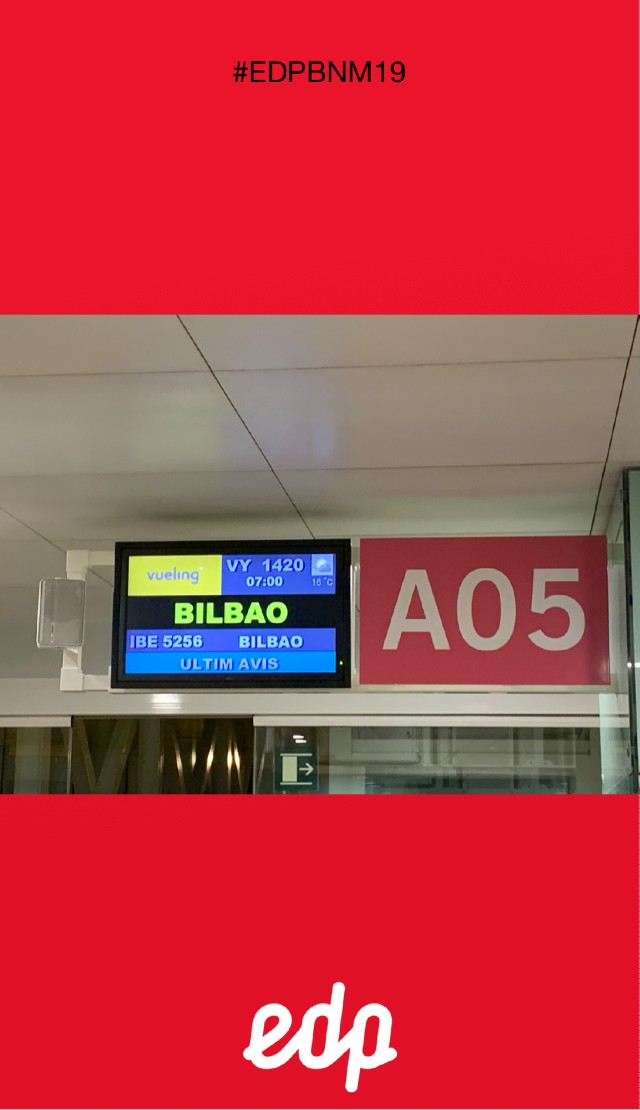 #EDPBNM19
vueling
VY 1420
07:00
16°C
BILBAO
IBE 5256 BILBAO
ULTIM AVIS
A05
edp